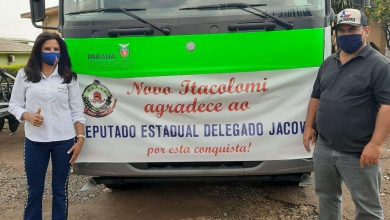 PARANÁ
Novo Itacolomi
agradece ao
DEPUTADO ESTADUAL DELEGADO JACOV
por esta conquista!